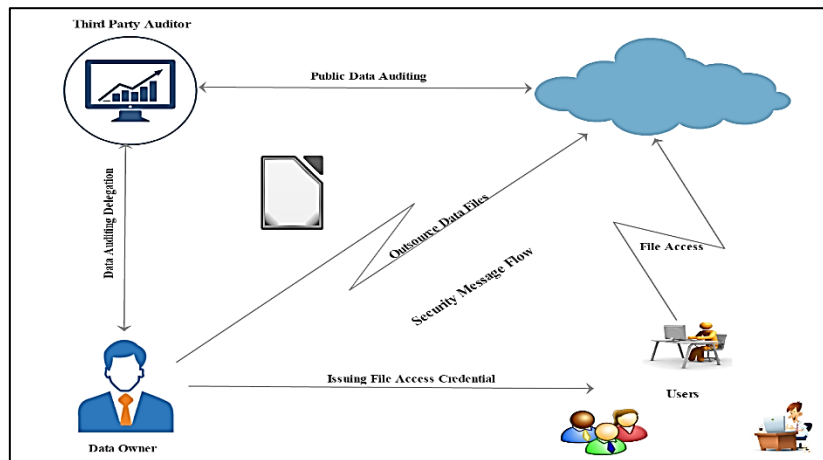 Third Party Auditor
Public Data Auditing
Data Auditing Delegation
Outsource Data Files
File Access
Security Message Flow
Issuing File Access Credential
Users
Data Owner